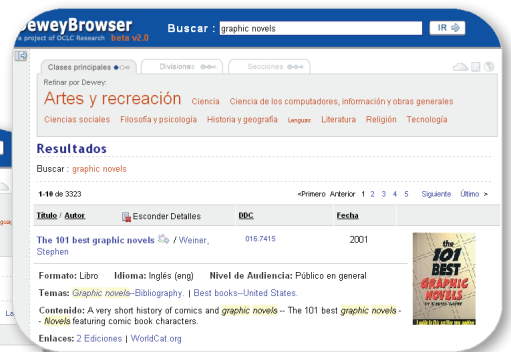 DeweyBrowser
a project of OCLC Research beta v2.0
Buscar : graphic novels IR
Clases principales Divisiones Secciones
Refinar por Dewey:
Artes y recreación Ciencia Ciencia de los computadores, información y obras generales
Ciencias sociales Filosofía y psicología Historia y geografía Lenguas Literatura Religión Tecnología
Resultados
Buscar : graphic novels
1-10 de 3323 <Primero Anterior 1 2 3 4 5 Siguiente Último >
Título / Autor Esconder Detalles DDC Fecha
The 101 best graphic novels / Weiner, Stephen 016.7415 2001
Formato: Libro Idioma: Inglés (eng) Nivel de Audiencia: Público en general
Temas: Graphic novels--Bibliography. | Best books--United States.
Contenido: A very short history of comics and graphic novels -- The 101 best graphic novels -
- Novels featuring comic book characters.
Enlaces: 2 Ediciones | WorldCat.org
the
101
BEST
GRAPHIC
NOVELS
BY STEPHEN WEINER